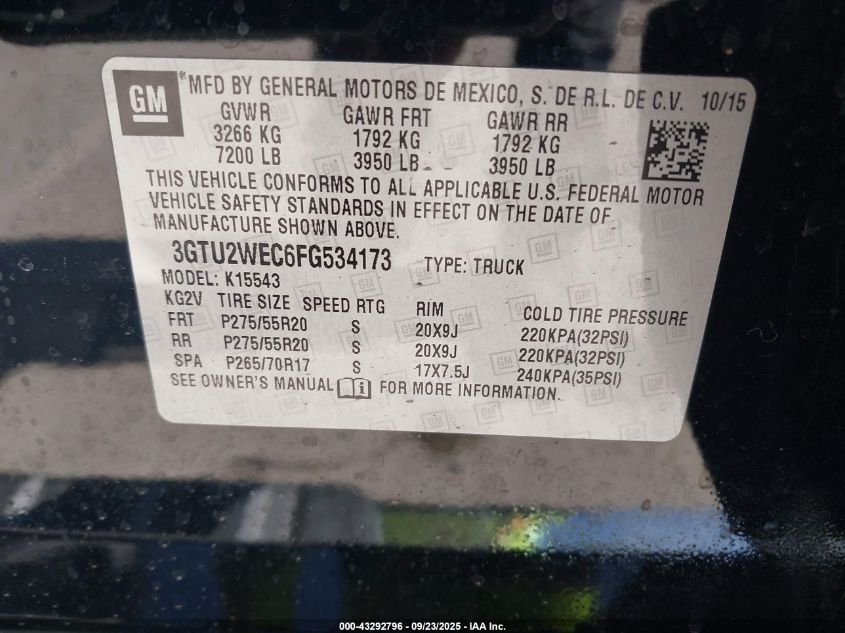 GM ® MFD BY GENERAL MOTORS DE MEXICO, S. DE R.L. DE C.V. 10/15
GVWR GAWR FRT GAWR RR
3266 KG 1792 KG 1792 KG
7200 LB 3950 LB 3950 LB
THIS VEHICLE CONFORMS TO ALL APPLICABLE U.S. FEDERAL MOTOR
VEHICLE SAFETY STANDARDS IN EFFECT ON THE DATE OF
MANUFACTURE SHOWN ABOVE.
3GTU2WEC6FG534173 TYPE: TRUCK
MODEL: K15543
KG2V TIRE SIZE SPEED RTG RIM COLD TIRE PRESSURE
FRT P275/55R20 S 20X9J 220KPA(32PSI)
RR P275/55R20 S 20X9J 220KPA(32PSI)
SPA P265/70R17 S 17X7.5J 240KPA(35PSI)
SEE OWNER'S MANUAL i FOR MORE INFORMATION.
000-43292796 - 09/23/2025 - IAA Inc.